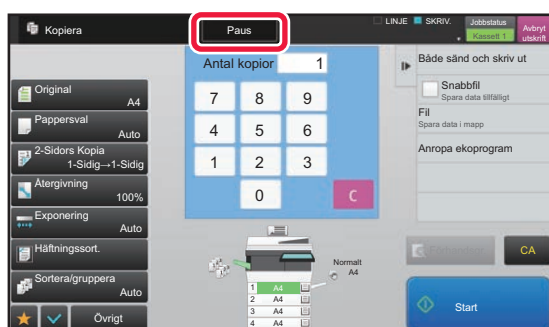 Kopiera
Paus
LINJE
SKRIV.
Jobbstatus
Kassett 1
Avbryt
utskrift
Antal kopior 1
7 8 9
4 5 6
1 2 3
0 C
Original
A4
Pappersval
Auto
2-Sidors Kopia
1-Sidig→1-Sidig
Återgivning
100%
Exponering
Auto
Häftningssort.
Sortera/gruppera
Auto
Övrigt
Normalt
A4
1 A4
2 A4
3 A4
4 A4
Både sänd och skriv ut
Snabbfil
Spara data tillfälligt
Fil
Spara data i mapp
Anropa ekoprogram
CA
Start